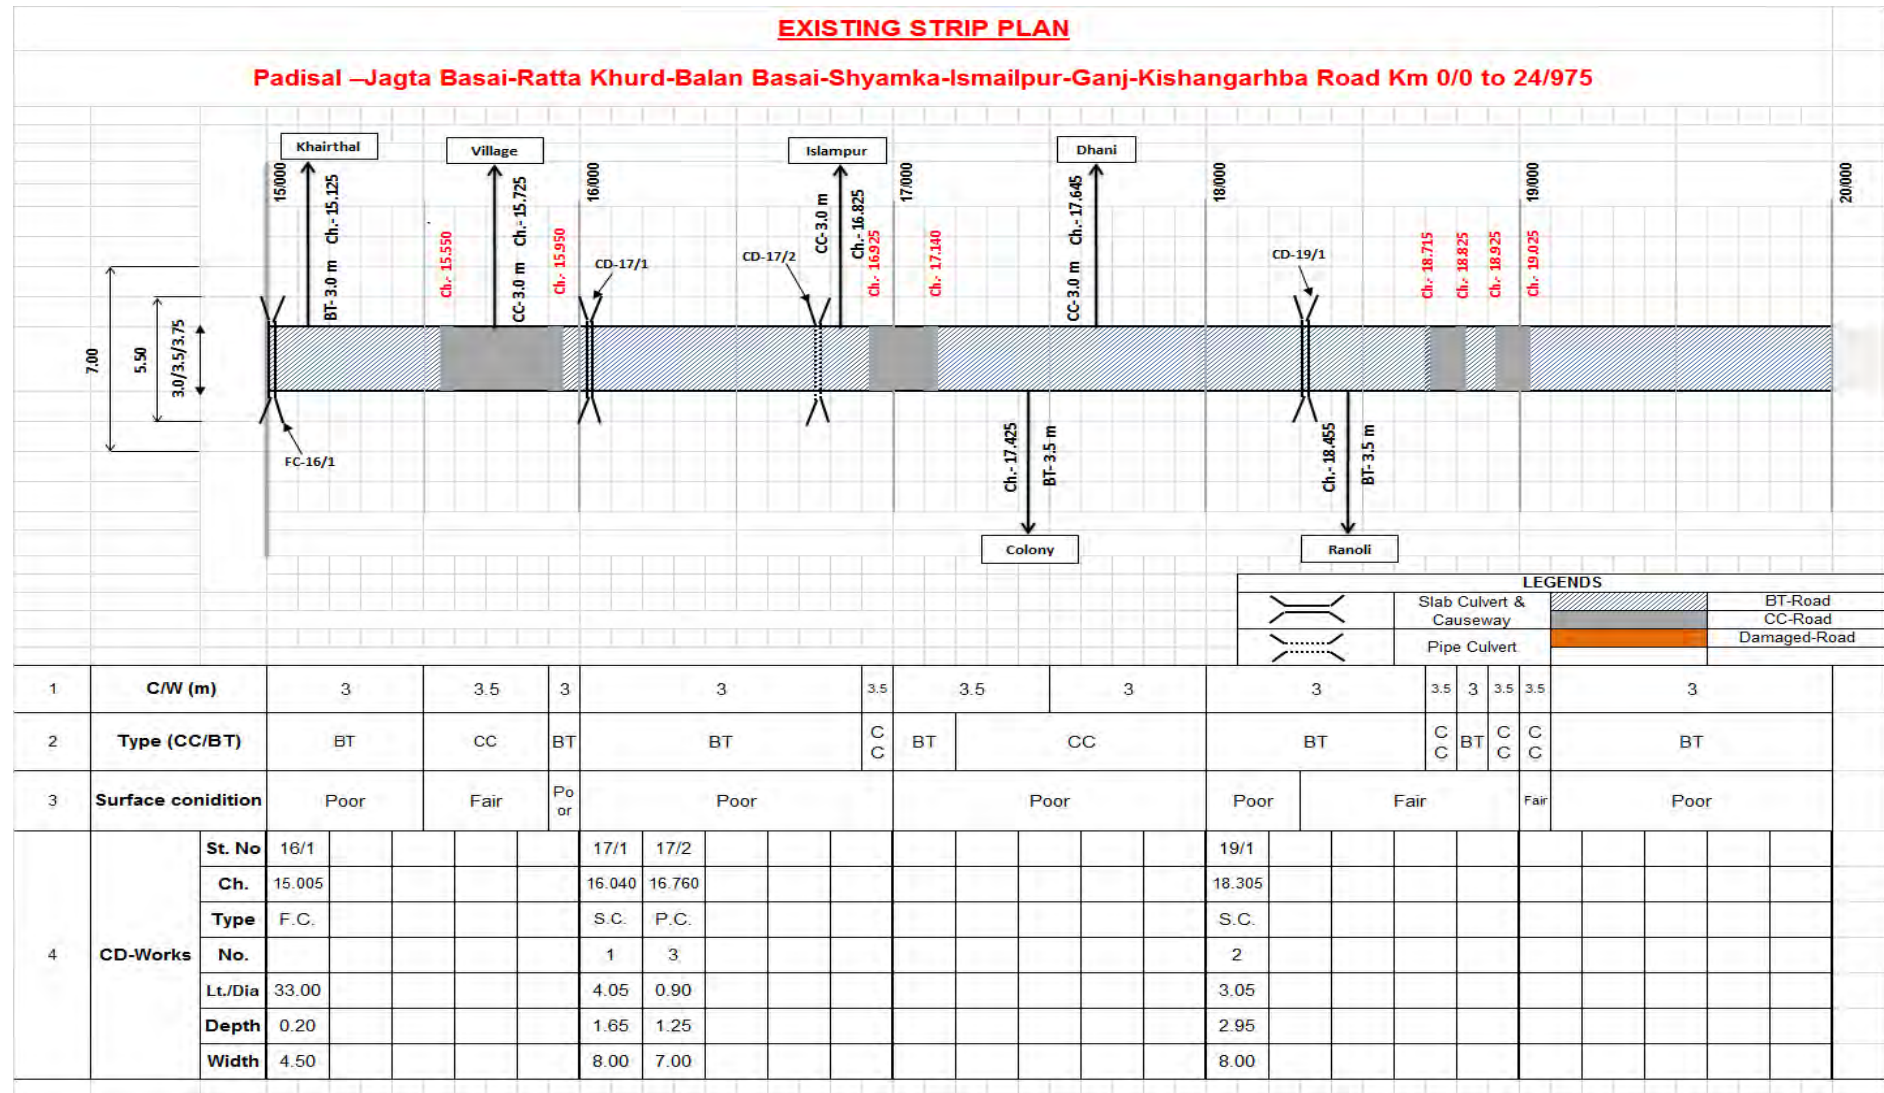 EXISTING STRIP PLAN
Padisal –Jagta Basai-Ratta Khurd-Balan Basai-Shyamka-Ismailpur-Ganj-Kishangarhba Road Km 0/0 to 24/975
Khairthal
Village
Islampur
Dhani
15/000
BT- 3.0 m Ch.- 15.125
Ch.- 15.550
CC- 3.0 m Ch.- 15.725
Ch.- 15.950
16/000
CD-17/1
CD-17/2
CC- 3.0 m
Ch.- 16.825
Ch.- 16.925
17/000
Ch.- 17.140
CC- 3.0 m Ch.- 17.645
18/000
CD-19/1
Ch.- 18.715
Ch.- 18.825
Ch.- 18.925
19/000
Ch.- 19.025
20/000
7.00
5.50
3.0/3.5/3.75
FC-16/1
Ch.- 17.425
BT- 3.5 m
Ch.- 18.455
BT- 3.5 m
Colony
Ranoli
LEGENDS
Slab Culvert & Causeway
BT-Road
CC-Road
Pipe Culvert
Damaged-Road
1 C/W (m) 3 3.5 3 3 3.5 3.5 3 3 3.5 3 3.5 3.5 3
2 Type (CC/BT) BT CC BT BT CC BT CC BT CC BT CC CC BT
3 Surface conidition Poor Fair Poor Poor Poor Poor Fair Fair Poor
4 CD-Works
St. No 16/1 17/1 17/2 19/1
Ch. 15.005 16.040 16.760 18.305
Type F.C. S.C. P.C. S.C.
No. 1 3 2
Lt./Dia 33.00 4.05 0.90 3.05
Depth 0.20 1.65 1.25 2.95
Width 4.50 8.00 7.00 8.00